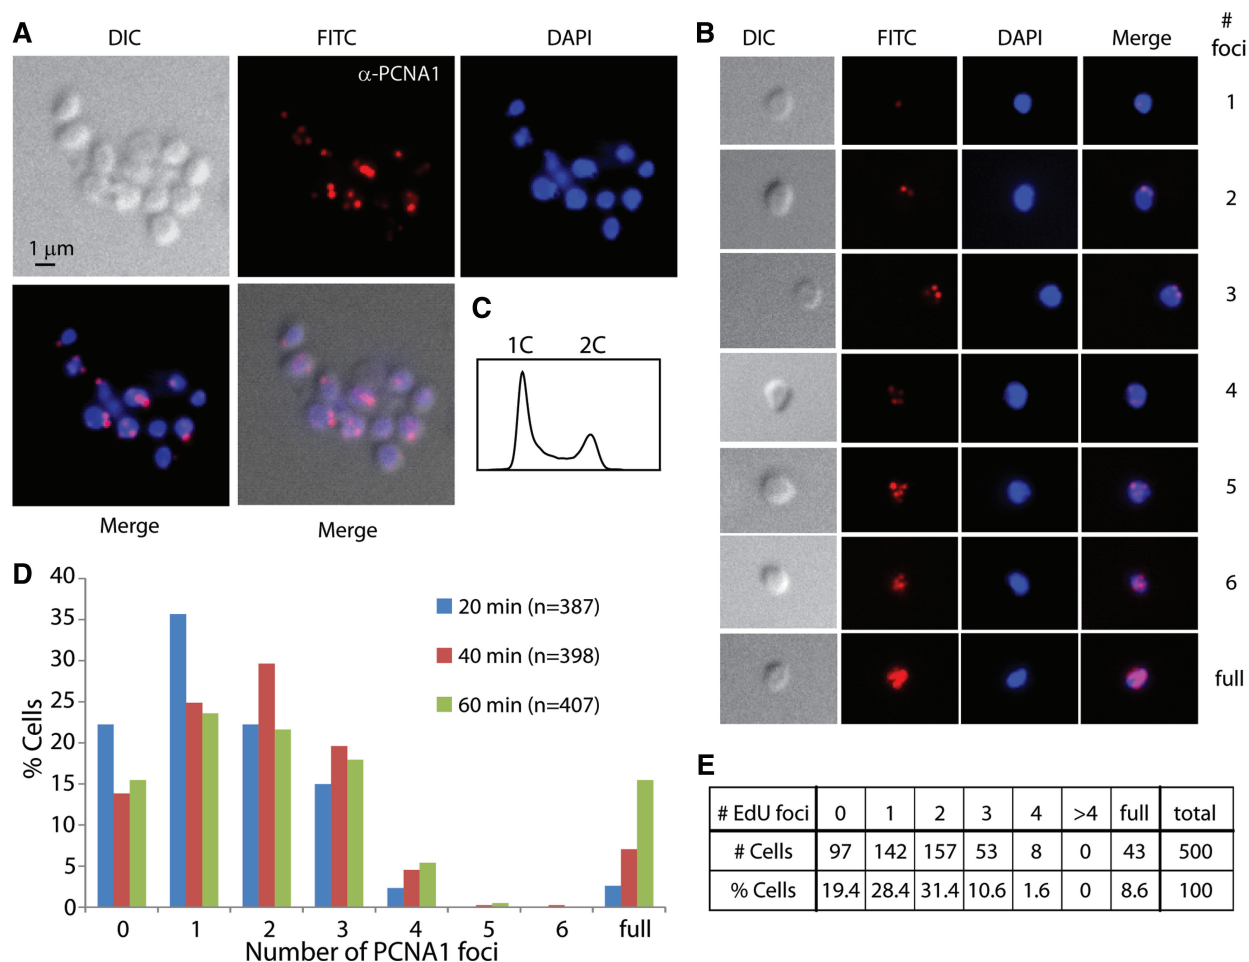 A
DIC
FITC
DAPI
α-PCNA1
1 μm
Merge
Merge
C
1C
2C
B
DIC
FITC
DAPI
Merge
#
foci
1
2
3
4
5
6
full
D
40
35
30
25
20
15
10
5
0
% Cells
20 min (n=387)
40 min (n=398)
60 min (n=407)
0 1 2 3 4 5 6 full
Number of PCNA1 foci
E
# EdU foci 0 1 2 3 4 >4 full total
# Cells 97 142 157 53 8 0 43 500
% Cells 19.4 28.4 31.4 10.6 1.6 0 8.6 100